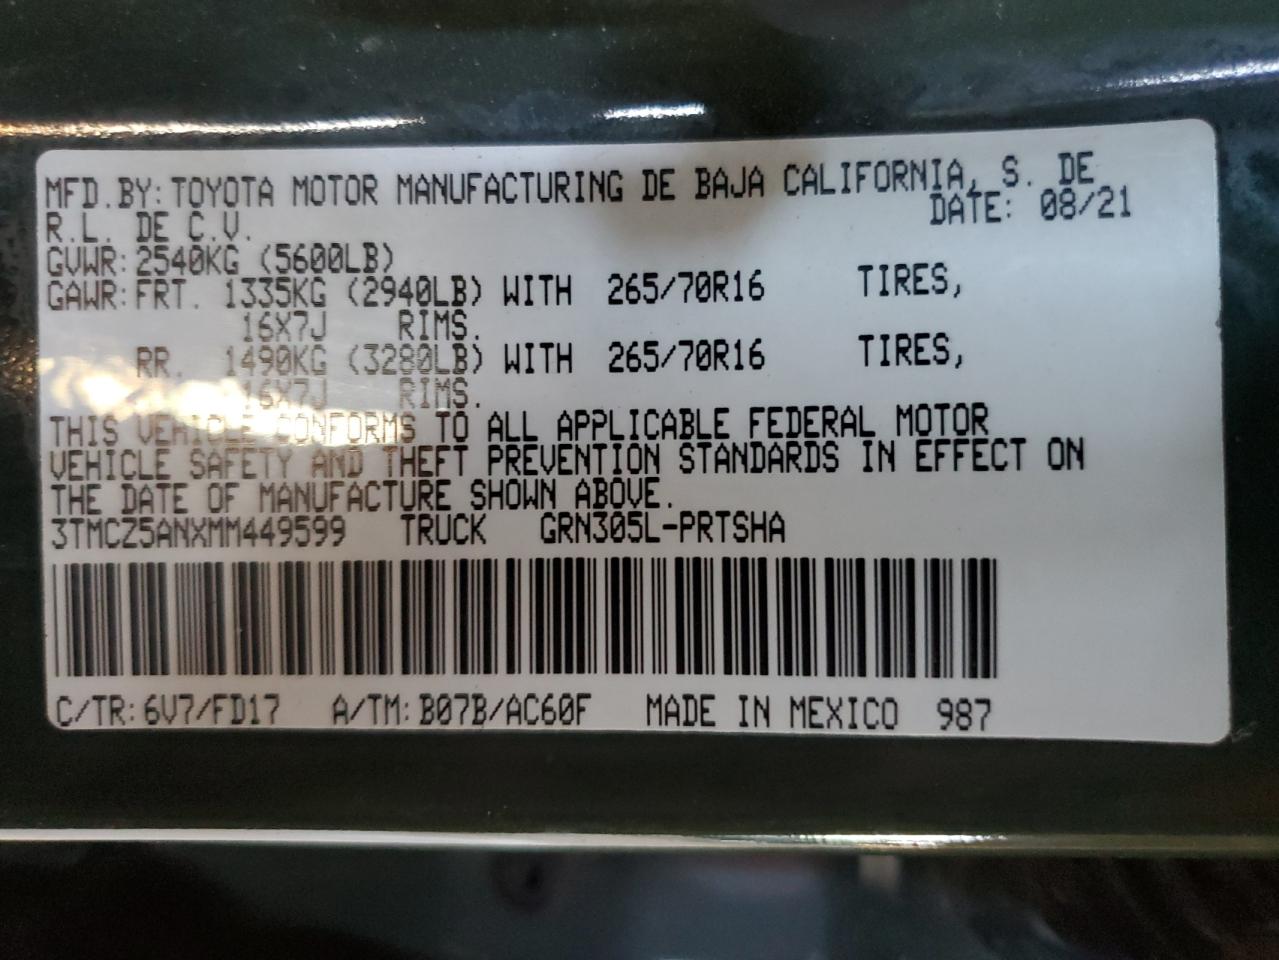 MFD.BY: TOYOTA MOTOR MANUFACTURING DE BAJA CALIFORNIA, S. DE
R.L. DE C.V. DATE: 08/21
GVWR: 2540KG (5600LB)
GAWR: FRT. 1335KG (2940LB) WITH 265/70R16 TIRES,
16X7J RIMS.
RR. 1490KG (3280LB) WITH 265/70R16 TIRES,
16X7J RIMS.
THIS VEHICLE CONFORMS TO ALL APPLICABLE FEDERAL MOTOR
VEHICLE SAFETY AND THEFT PREVENTION STANDARDS IN EFFECT ON
THE DATE OF MANUFACTURE SHOWN ABOVE.
3TMCZ5ANXMM449599 TRUCK GRN305L-PRTSHA
C/TR: 6V7/FD17 A/TM: B07B/AC60F MADE IN MEXICO 987